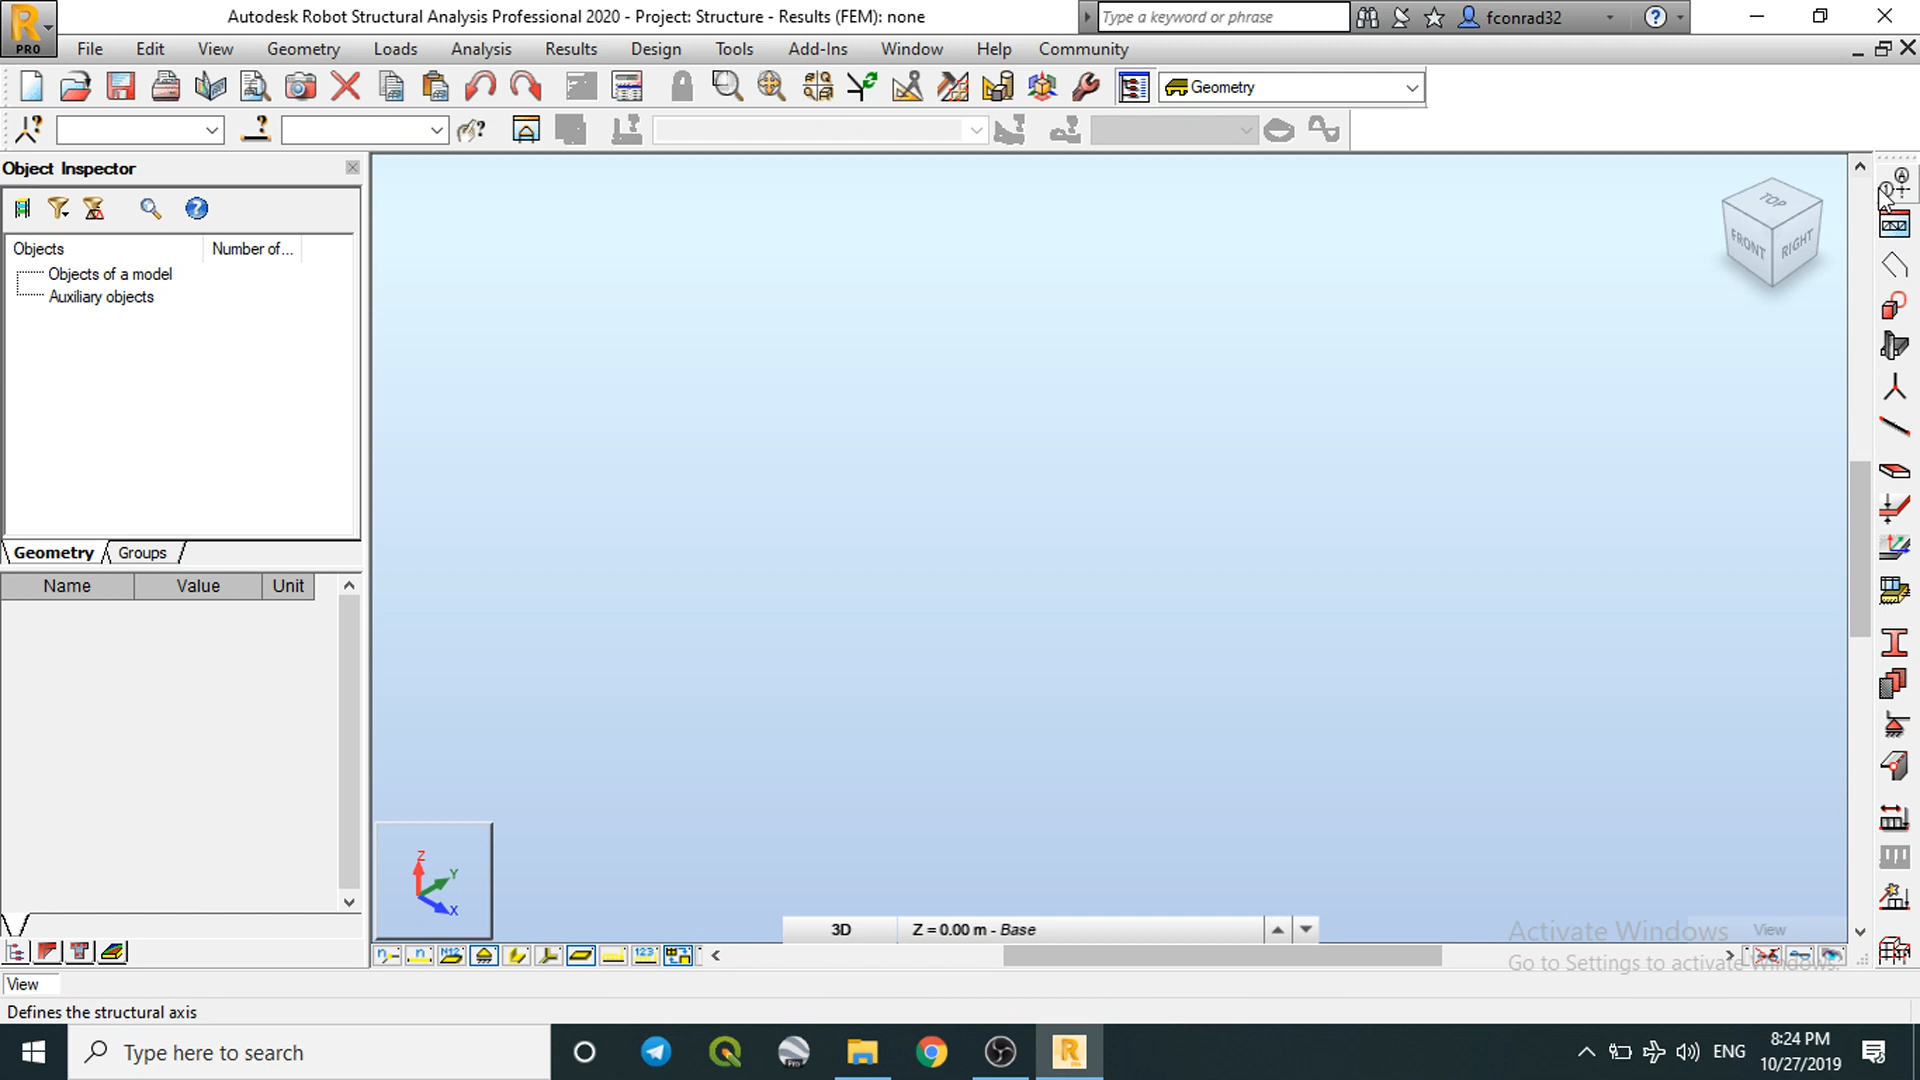 Autodesk Robot Structural Analysis Professional 2020 - Project: Structure - Results (FEM): none
Type a keyword or phrase
fconrad32
PRO
File Edit View Geometry Loads Analysis Results Design Tools Add-Ins Window Help Community
Geometry
Object Inspector
Objects Number of...
Objects of a model
Auxiliary objects
Geometry Groups
Name Value Unit
TOP
FRONT RIGHT
Z
Y
X
3D Z = 0.00 m - Base
View
Activate Windows
Go to Settings to activate Windows.
View
Defines the structural axis
Type here to search
ENG
8:24 PM
10/27/2019